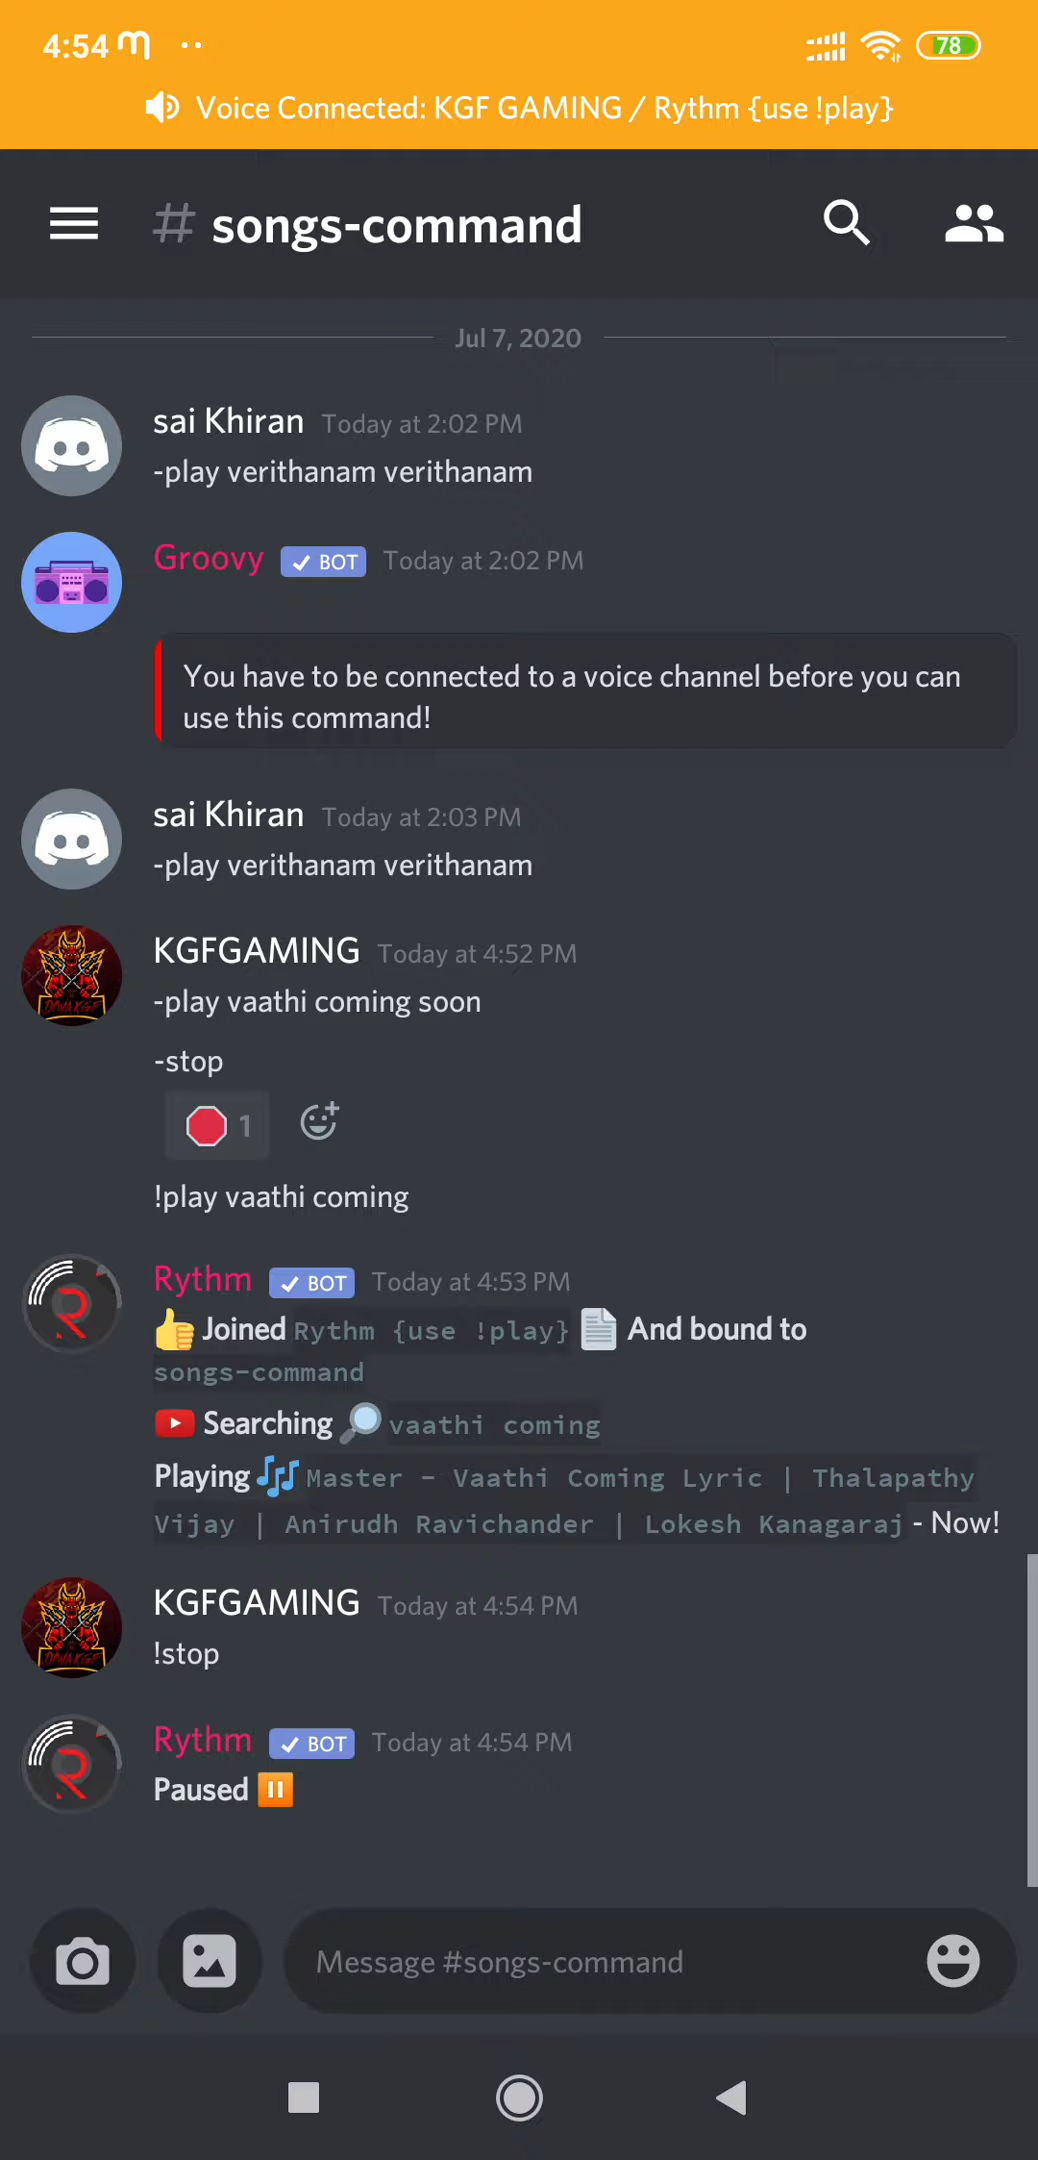 4:54
78
Voice Connected: KGF GAMING / Rythm {use !play}
# songs-command
Jul 7, 2020
sai Khiran Today at 2:02 PM
-play verithanam verithanam
Groovy ✓ BOT Today at 2:02 PM
You have to be connected to a voice channel before you can
use this command!
sai Khiran Today at 2:03 PM
-play verithanam verithanam
KGFGAMING Today at 4:52 PM
-play vaathi coming soon
-stop
1
!play vaathi coming
Rythm ✓ BOT Today at 4:53 PM
👍 Joined Rythm {use !play} 📄 And bound to
songs-command
Searching 🔎 vaathi coming
Playing 🎶 Master - Vaathi Coming Lyric | Thalapathy
Vijay | Anirudh Ravichander | Lokesh Kanagaraj - Now!
KGFGAMING Today at 4:54 PM
!stop
Rythm ✓ BOT Today at 4:54 PM
Paused ⏸
Message #songs-command